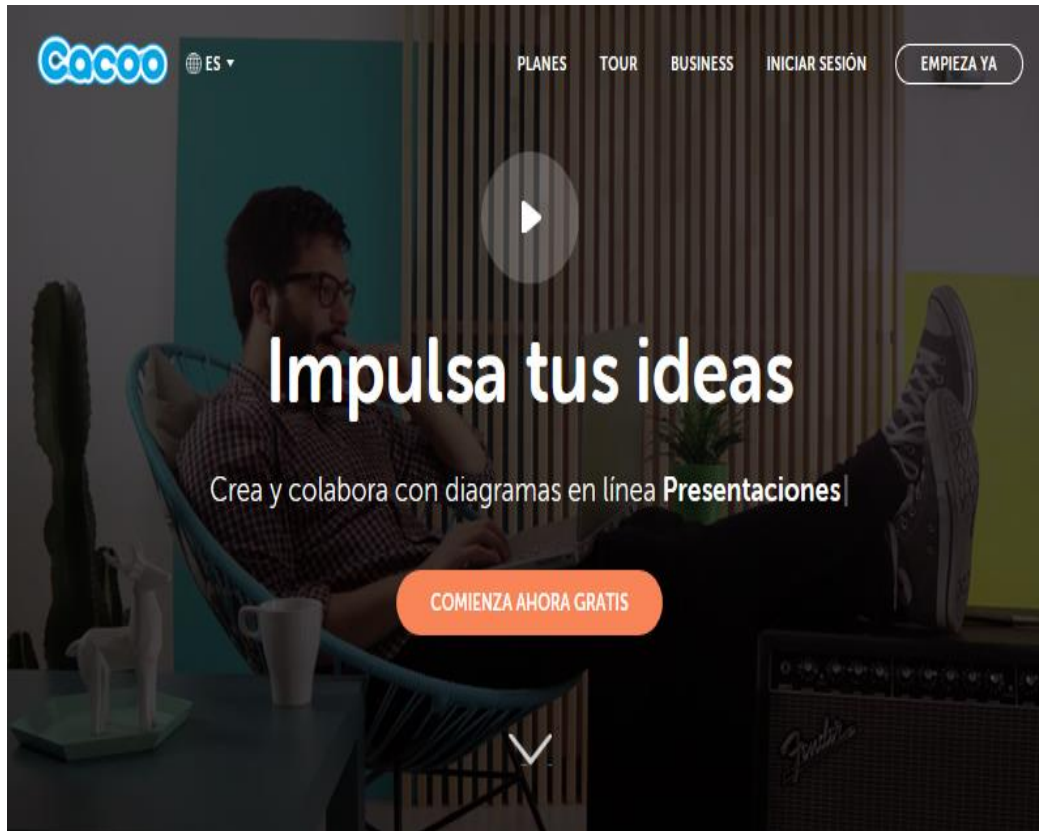 Cacoo
ES
PLANES TOUR BUSINESS INICIAR SESIÓN EMPIEZA YA
Impulsa tus ideas
Crea y colabora con diagramas en línea Presentaciones
COMIENZA AHORA GRATIS
Fender